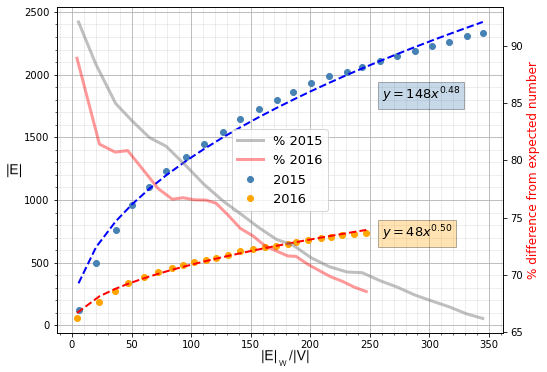 2500
2000
1500
1000
500
0
|E̅|
90
85
80
75
70
65
% difference from expected number
y = 148x^0.48
y = 48x^0.50
% 2015
% 2016
2015
2016
0 50 100 150 200 250 300 350
|E|_w/|V|